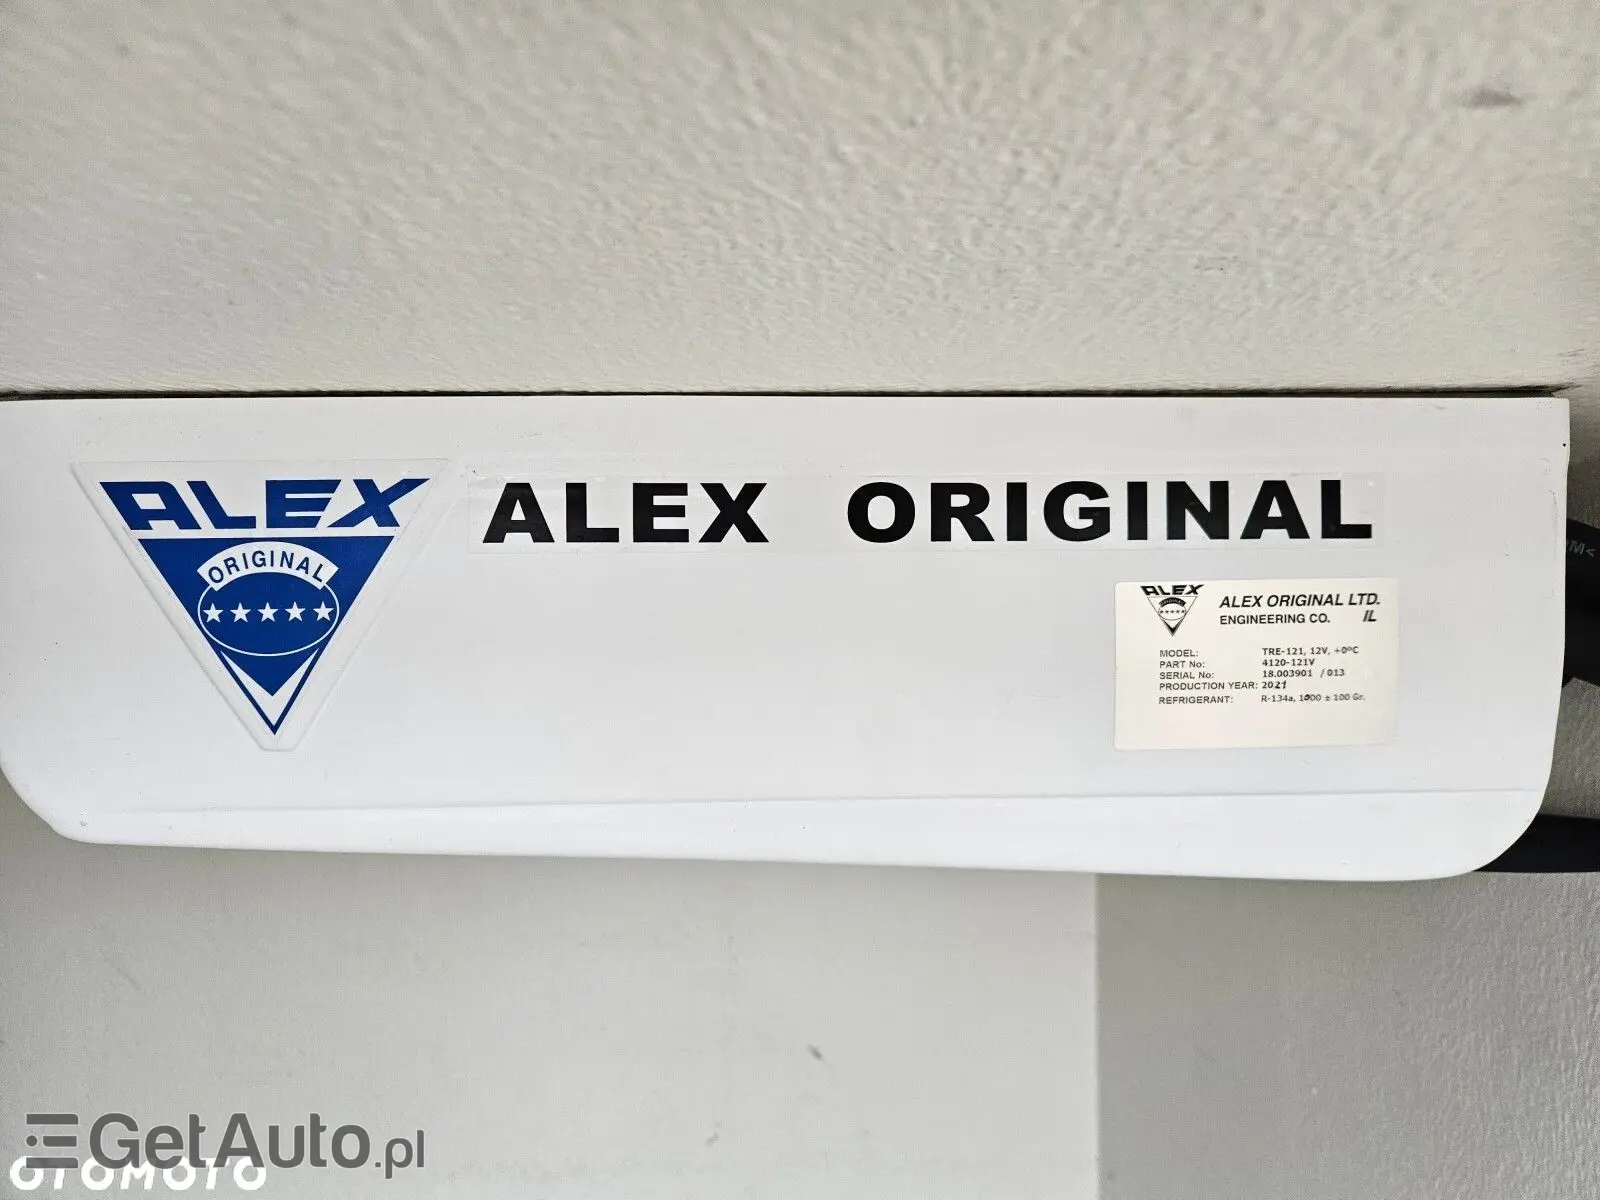 ALEX
ORIGINAL
ALEX ORIGINAL
ALEX
ALEX ORIGINAL LTD.
ENGINEERING CO. IL
MODEL: TRE-121, 12V, +0°C
PART No: 4120-121V
SERIAL No: 18.003901 / 013
PRODUCTION YEAR: 2021
REFRIGERANT: R-134a, 1000 ± 100 Gr.
GetAuto.pl
OTOMOTO